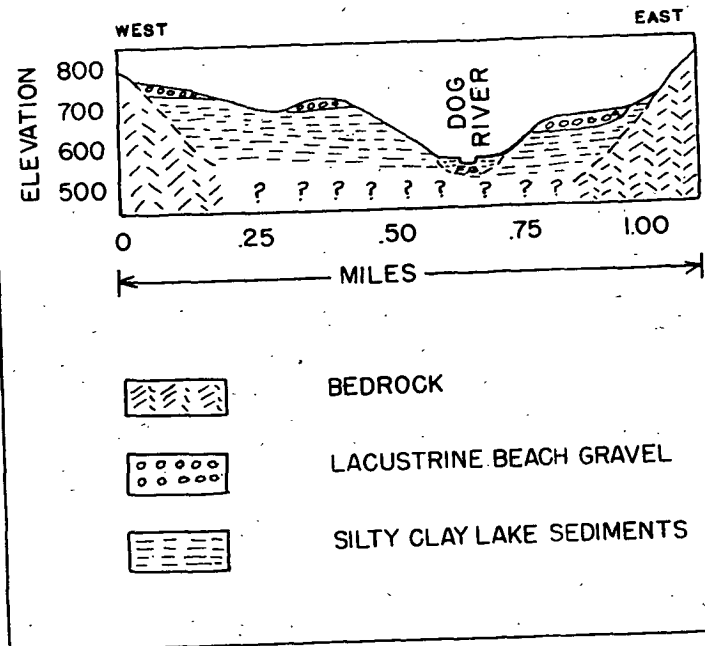 WEST
EAST
ELEVATION
800
700
600
500
DOG
RIVER
? ? ? ? ? ? ? ? ?
0 .25 .50 .75 1.00
MILES
BEDROCK
LACUSTRINE BEACH GRAVEL
SILTY CLAY LAKE SEDIMENTS